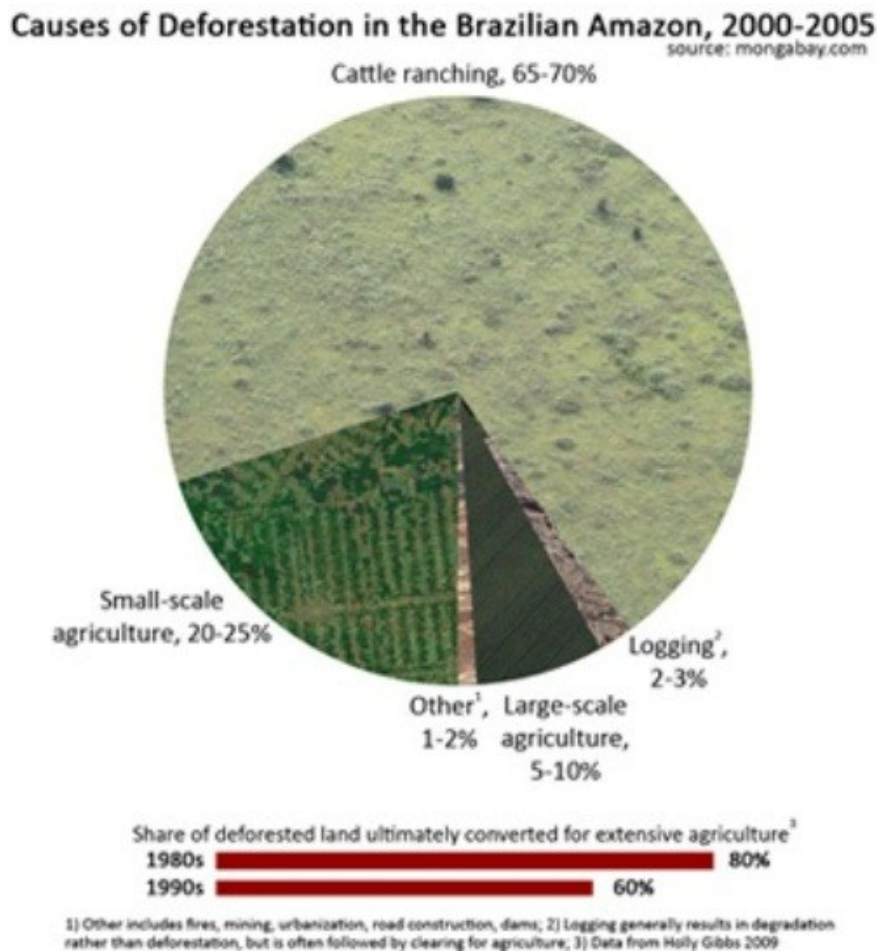 Causes of Deforestation in the Brazilian Amazon, 2000-2005
source: mongabay.com
Cattle ranching, 65-70%
Small-scale
agriculture, 20-25%
Logging²,
2-3%
Other¹,
1-2%
Large-scale
agriculture,
5-10%
Share of deforested land ultimately converted for extensive agriculture³
1980s 80%
1990s 60%
1) Other includes fires, mining, urbanization, road construction, dams; 2) Logging generally results in degradation
rather than deforestation, but is often followed by clearing for agriculture; 3) Data from Holly Gibbs 2009